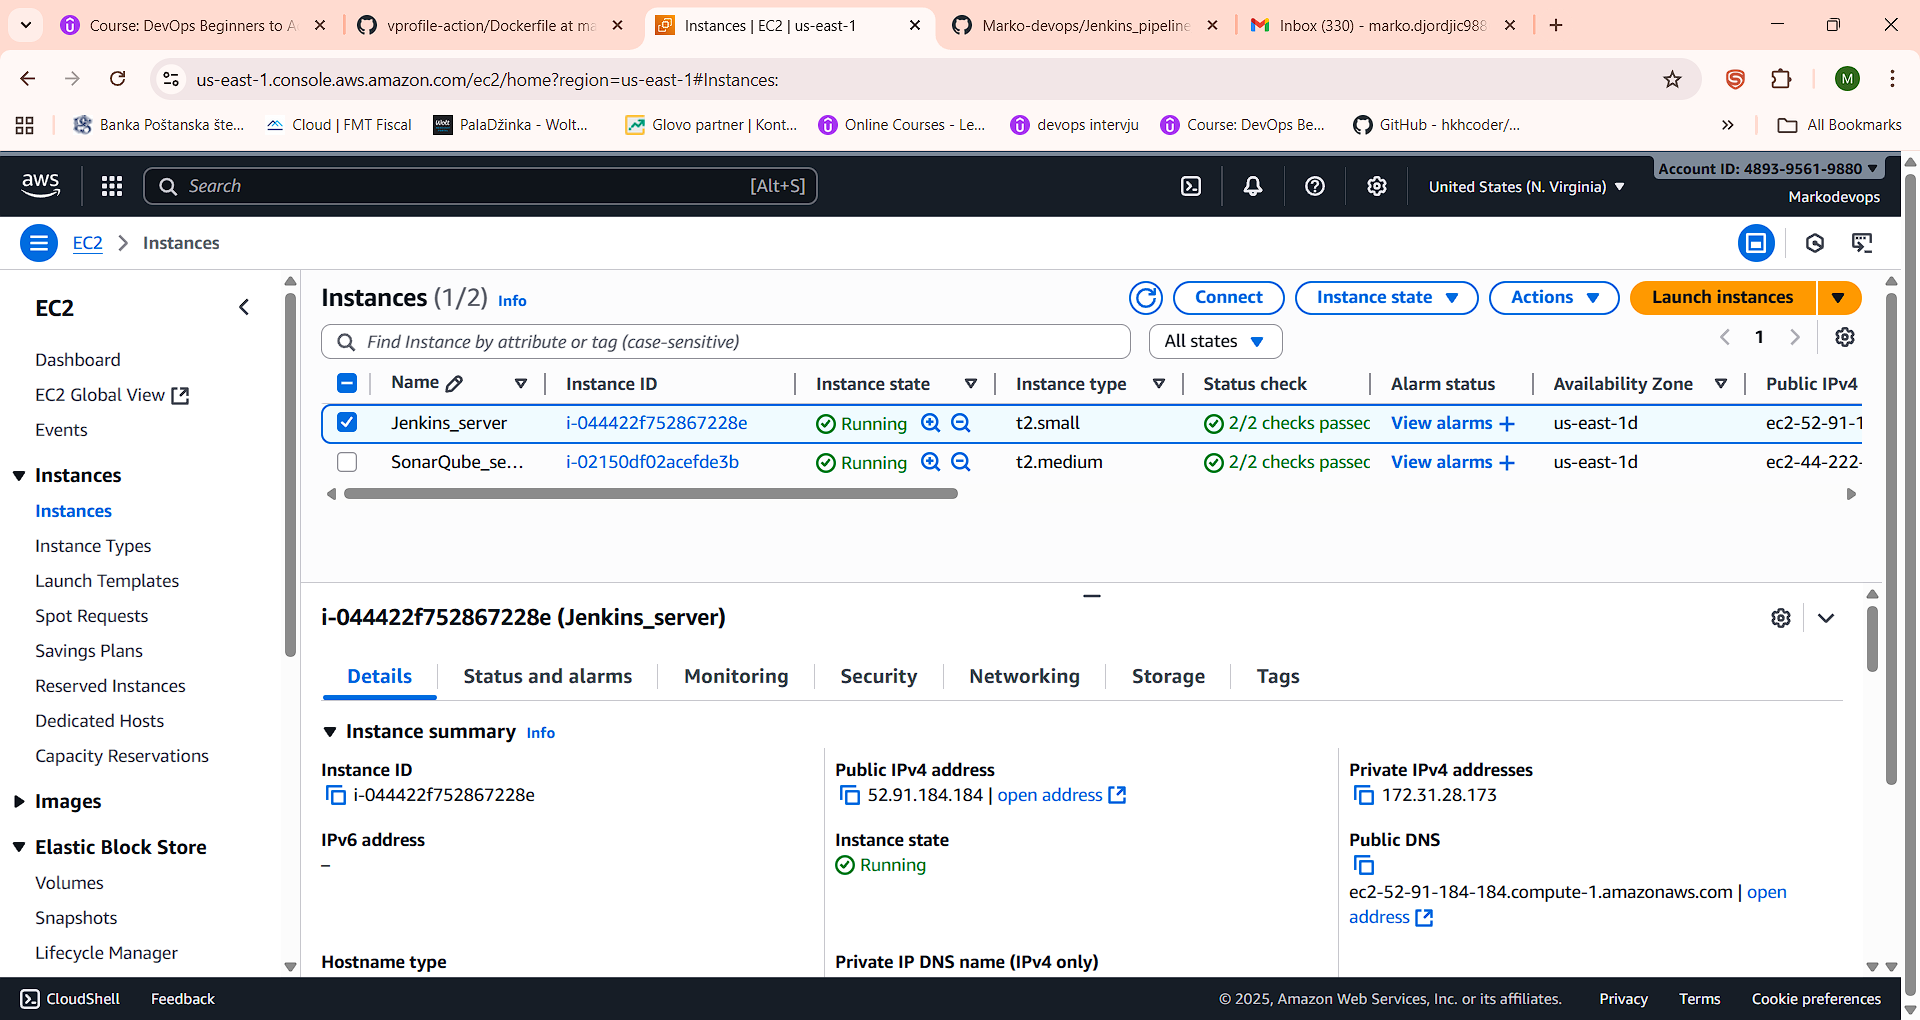 Course: DevOps Beginners to A
vprofile-action/Dockerfile at ma
Instances | EC2 | us-east-1
Marko-devops/Jenkins_pipeline
Inbox (330) - marko.djordjic988
us-east-1.console.aws.amazon.com/ec2/home?region=us-east-1#Instances:
M
Banka Poštanska šte...
Cloud | FMT Fiscal
Wolt
PalaDžinka - Wolt...
Glovo partner | Kont...
Online Courses - Le...
devops intervju
Course: DevOps Be...
GitHub - hkhcoder/...
All Bookmarks
aws
Search
[Alt+S]
United States (N. Virginia)
Account ID: 4893-9561-9880
Markodevops
EC2
Instances
EC2
Dashboard
EC2 Global View
Events
Instances
Instances
Instance Types
Launch Templates
Spot Requests
Savings Plans
Reserved Instances
Dedicated Hosts
Capacity Reservations
Images
Elastic Block Store
Volumes
Snapshots
Lifecycle Manager
Instances (1/2) Info
Connect
Instance state
Actions
Launch instances
Find Instance by attribute or tag (case-sensitive)
All states
1
Name Instance ID Instance state Instance type Status check Alarm status Availability Zone Public IPv4
Jenkins_server i-044422f752867228e Running t2.small 2/2 checks passed View alarms + us-east-1d ec2-52-91-1
SonarQube_se... i-02150df02acefde3b Running t2.medium 2/2 checks passed View alarms + us-east-1d ec2-44-222-
i-044422f752867228e (Jenkins_server)
Details
Status and alarms
Monitoring
Security
Networking
Storage
Tags
Instance summary Info
Instance ID
i-044422f752867228e
Public IPv4 address
52.91.184.184 | open address
Private IPv4 addresses
172.31.28.173
IPv6 address
–
Instance state
Running
Public DNS
ec2-52-91-184-184.compute-1.amazonaws.com | open
address
Hostname type
Private IP DNS name (IPv4 only)
CloudShell
Feedback
© 2025, Amazon Web Services, Inc. or its affiliates.
Privacy
Terms
Cookie preferences